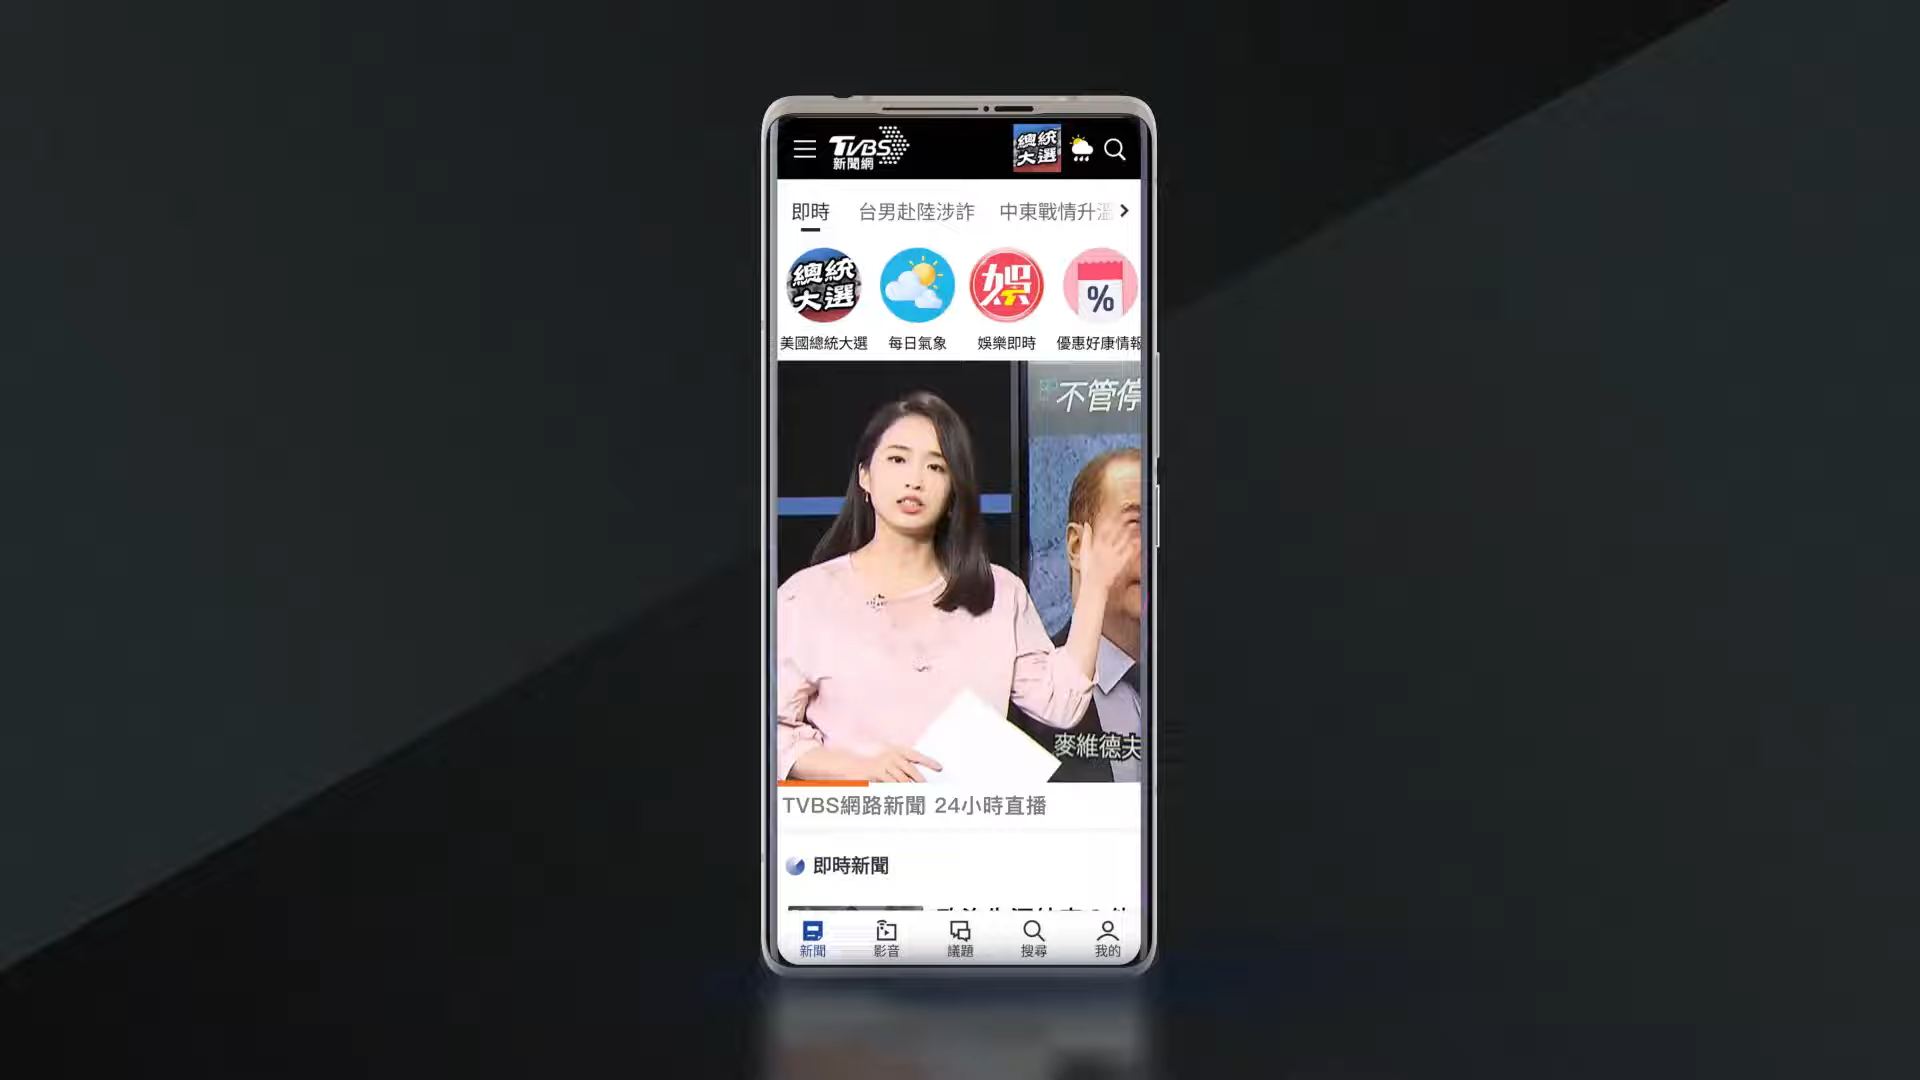 TVBS
新聞網
總統
大選
即時 台男赴陸涉詐 中東戰情升溫
總統
大選
娛
%
美國總統大選 每日氣象 娛樂即時 優惠好康情報
不管停
麥維德夫
TVBS網路新聞 24小時直播
即時新聞
新聞 影音 議題 搜尋 我的